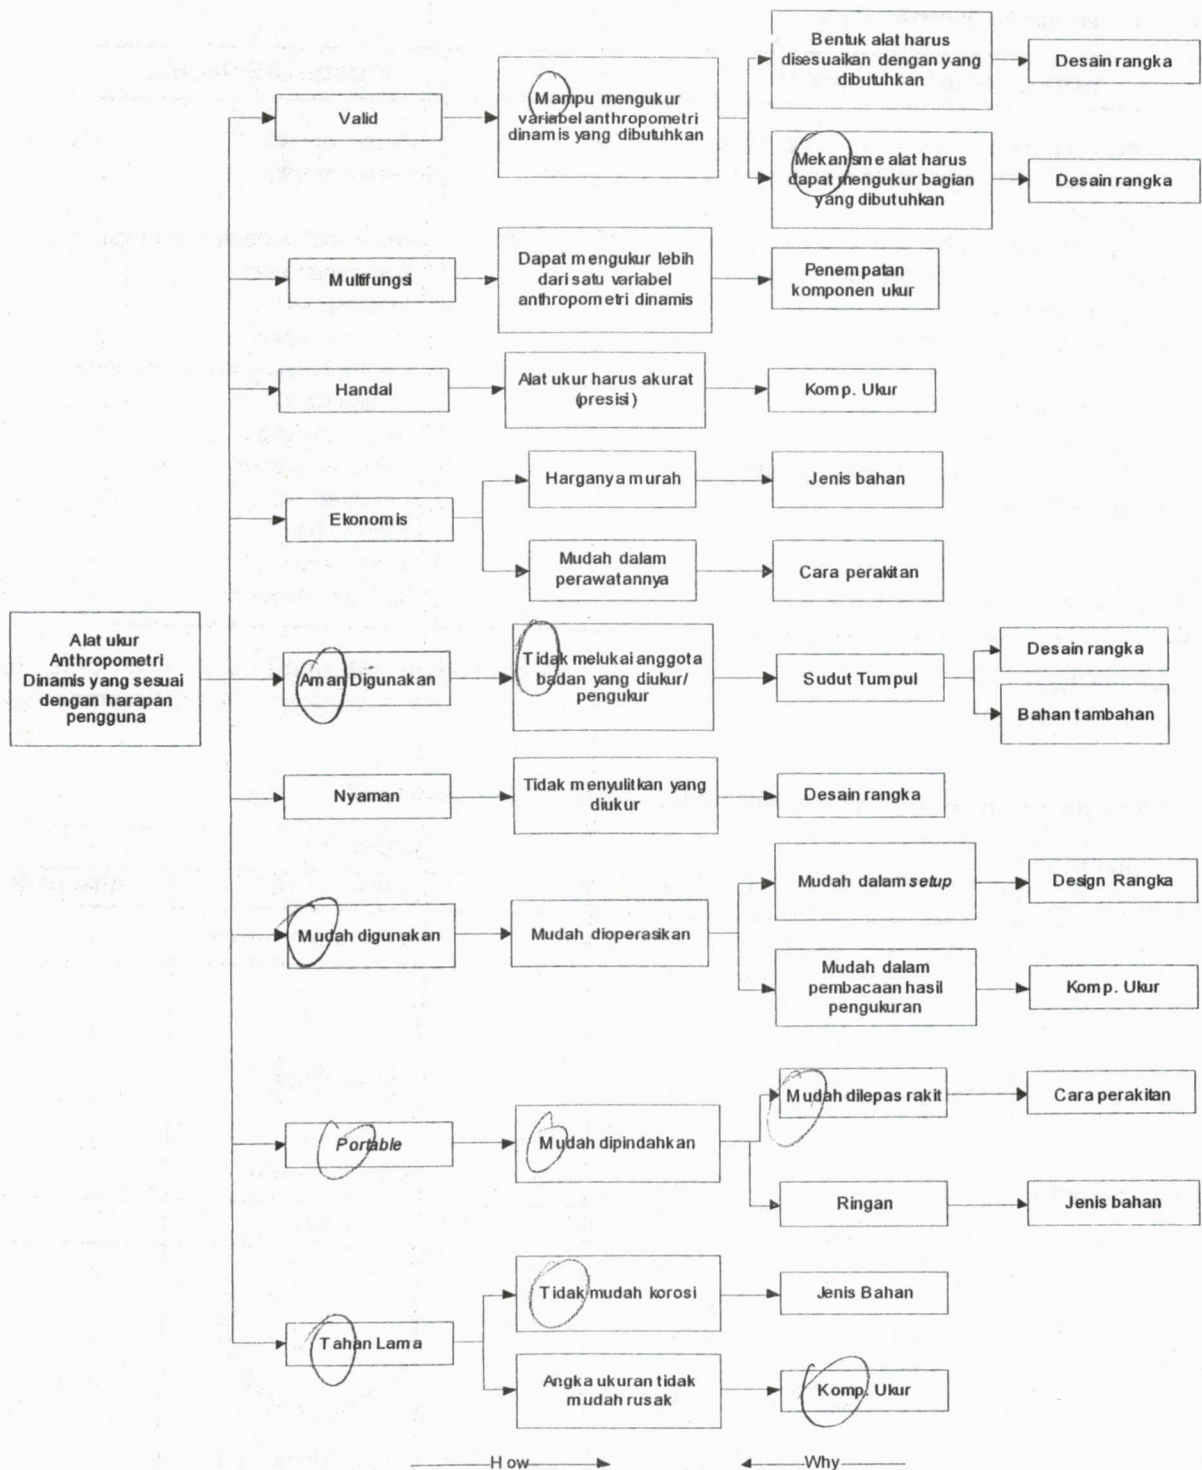 Bentuk alat harus
disesuaikan dengan yang
dibutuhkan
Desain rangka
Valid
Mampu mengukur
variabel anthropometri
dinamis yang dibutuhkan
Mekanisme alat harus
dapat mengukur bagian
yang dibutuhkan
Desain rangka
Multifungsi
Dapat mengukur lebih
dari satu variabel
anthropometri dinamis
Penempatan
komponen ukur
Handal
Alat ukur harus akurat
(presisi)
Komp. Ukur
Ekonomis
Harganya murah
Jenis bahan
Mudah dalam
perawatannya
Cara perakitan
Alat ukur
Anthropometri
Dinamis yang sesuai
dengan harapan
pengguna
Aman Digunakan
Tidak melukai anggota
badan yang diukur/
pengukur
Sudut Tumpul
Desain rangka
Bahan tambahan
Nyaman
Tidak menyulitkan yang
diukur
Desain rangka
Mudah digunakan
Mudah dioperasikan
Mudah dalam setup
Design Rangka
Mudah dalam
pembacaan hasil
pengukuran
Komp. Ukur
Portable
Mudah dipindahkan
Mudah dilepas rakit
Cara perakitan
Ringan
Jenis bahan
Tahan Lama
Tidak mudah korosi
Jenis Bahan
Angka ukuran tidak
mudah rusak
Komp. Ukur
How
Why